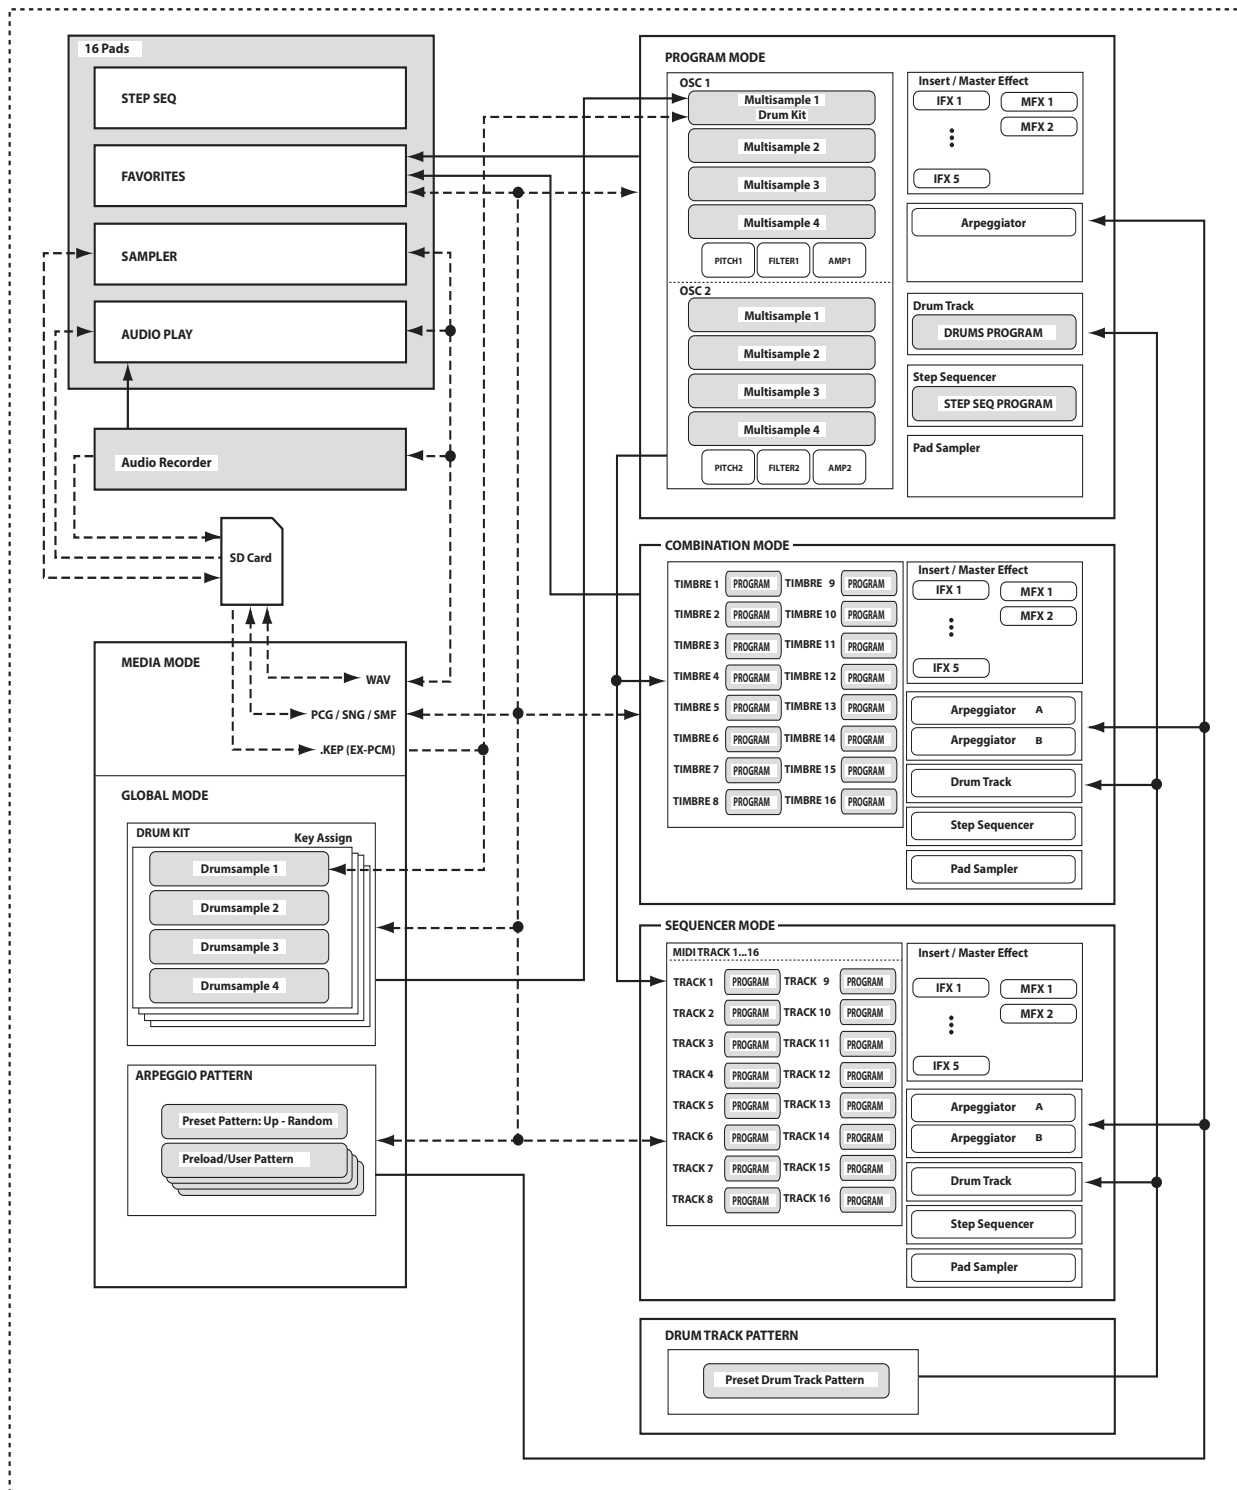 16 Pads
STEP SEQ
FAVORITES
SAMPLER
AUDIO PLAY
Audio Recorder
SD Card
MEDIA MODE
WAV
PCG / SNG / SMF
.KEP (EX-PCM)
GLOBAL MODE
DRUM KIT
Key Assign
Drumsample 1
Drumsample 2
Drumsample 3
Drumsample 4
ARPEGGIO PATTERN
Preset Pattern: Up - Random
Preload/User Pattern
PROGRAM MODE
OSC 1
Multisample 1
Drum Kit
Multisample 2
Multisample 3
Multisample 4
PITCH1 FILTER1 AMP1
OSC 2
Multisample 1
Multisample 2
Multisample 3
Multisample 4
PITCH2 FILTER2 AMP2
Insert / Master Effect
IFX 1 MFX 1
MFX 2
IFX 5
Arpeggiator
Drum Track
DRUMS PROGRAM
Step Sequencer
STEP SEQ PROGRAM
Pad Sampler
COMBINATION MODE
TIMBRE 1 PROGRAM TIMBRE 9 PROGRAM
TIMBRE 2 PROGRAM TIMBRE 10 PROGRAM
TIMBRE 3 PROGRAM TIMBRE 11 PROGRAM
TIMBRE 4 PROGRAM TIMBRE 12 PROGRAM
TIMBRE 5 PROGRAM TIMBRE 13 PROGRAM
TIMBRE 6 PROGRAM TIMBRE 14 PROGRAM
TIMBRE 7 PROGRAM TIMBRE 15 PROGRAM
TIMBRE 8 PROGRAM TIMBRE 16 PROGRAM
Insert / Master Effect
IFX 1 MFX 1
MFX 2
IFX 5
Arpeggiator A
Arpeggiator B
Drum Track
Step Sequencer
Pad Sampler
SEQUENCER MODE
MIDI TRACK 1...16
TRACK 1 PROGRAM TRACK 9 PROGRAM
TRACK 2 PROGRAM TRACK 10 PROGRAM
TRACK 3 PROGRAM TRACK 11 PROGRAM
TRACK 4 PROGRAM TRACK 12 PROGRAM
TRACK 5 PROGRAM TRACK 13 PROGRAM
TRACK 6 PROGRAM TRACK 14 PROGRAM
TRACK 7 PROGRAM TRACK 15 PROGRAM
TRACK 8 PROGRAM TRACK 16 PROGRAM
Insert / Master Effect
IFX 1 MFX 1
MFX 2
IFX 5
Arpeggiator A
Arpeggiator B
Drum Track
Step Sequencer
Pad Sampler
DRUM TRACK PATTERN
Preset Drum Track Pattern